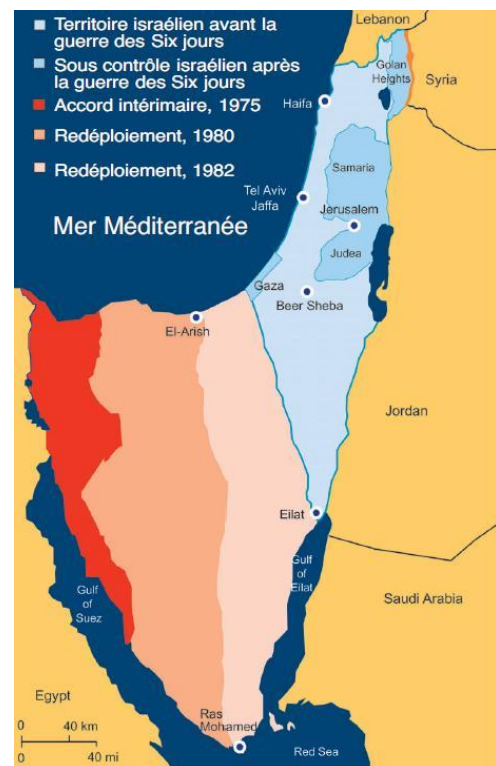 Territoire israélien avant la
guerre des Six jours
Sous contrôle israélien après
la guerre des Six jours
Accord intérimaire, 1975
Redéploiement, 1980
Redéploiement, 1982
Lebanon
Golan
Heights
Syria
Haifa
Samaria
Tel Aviv
Jaffa
Jerusalem
Mer Méditerranée
Judea
Gaza
Beer Sheba
El-Arish
Jordan
Eilat
Gulf
of
Eilat
Gulf
of
Suez
Saudi Arabia
Egypt
Ras
Mohamed
0 40 km
0 40 mi
Red Sea